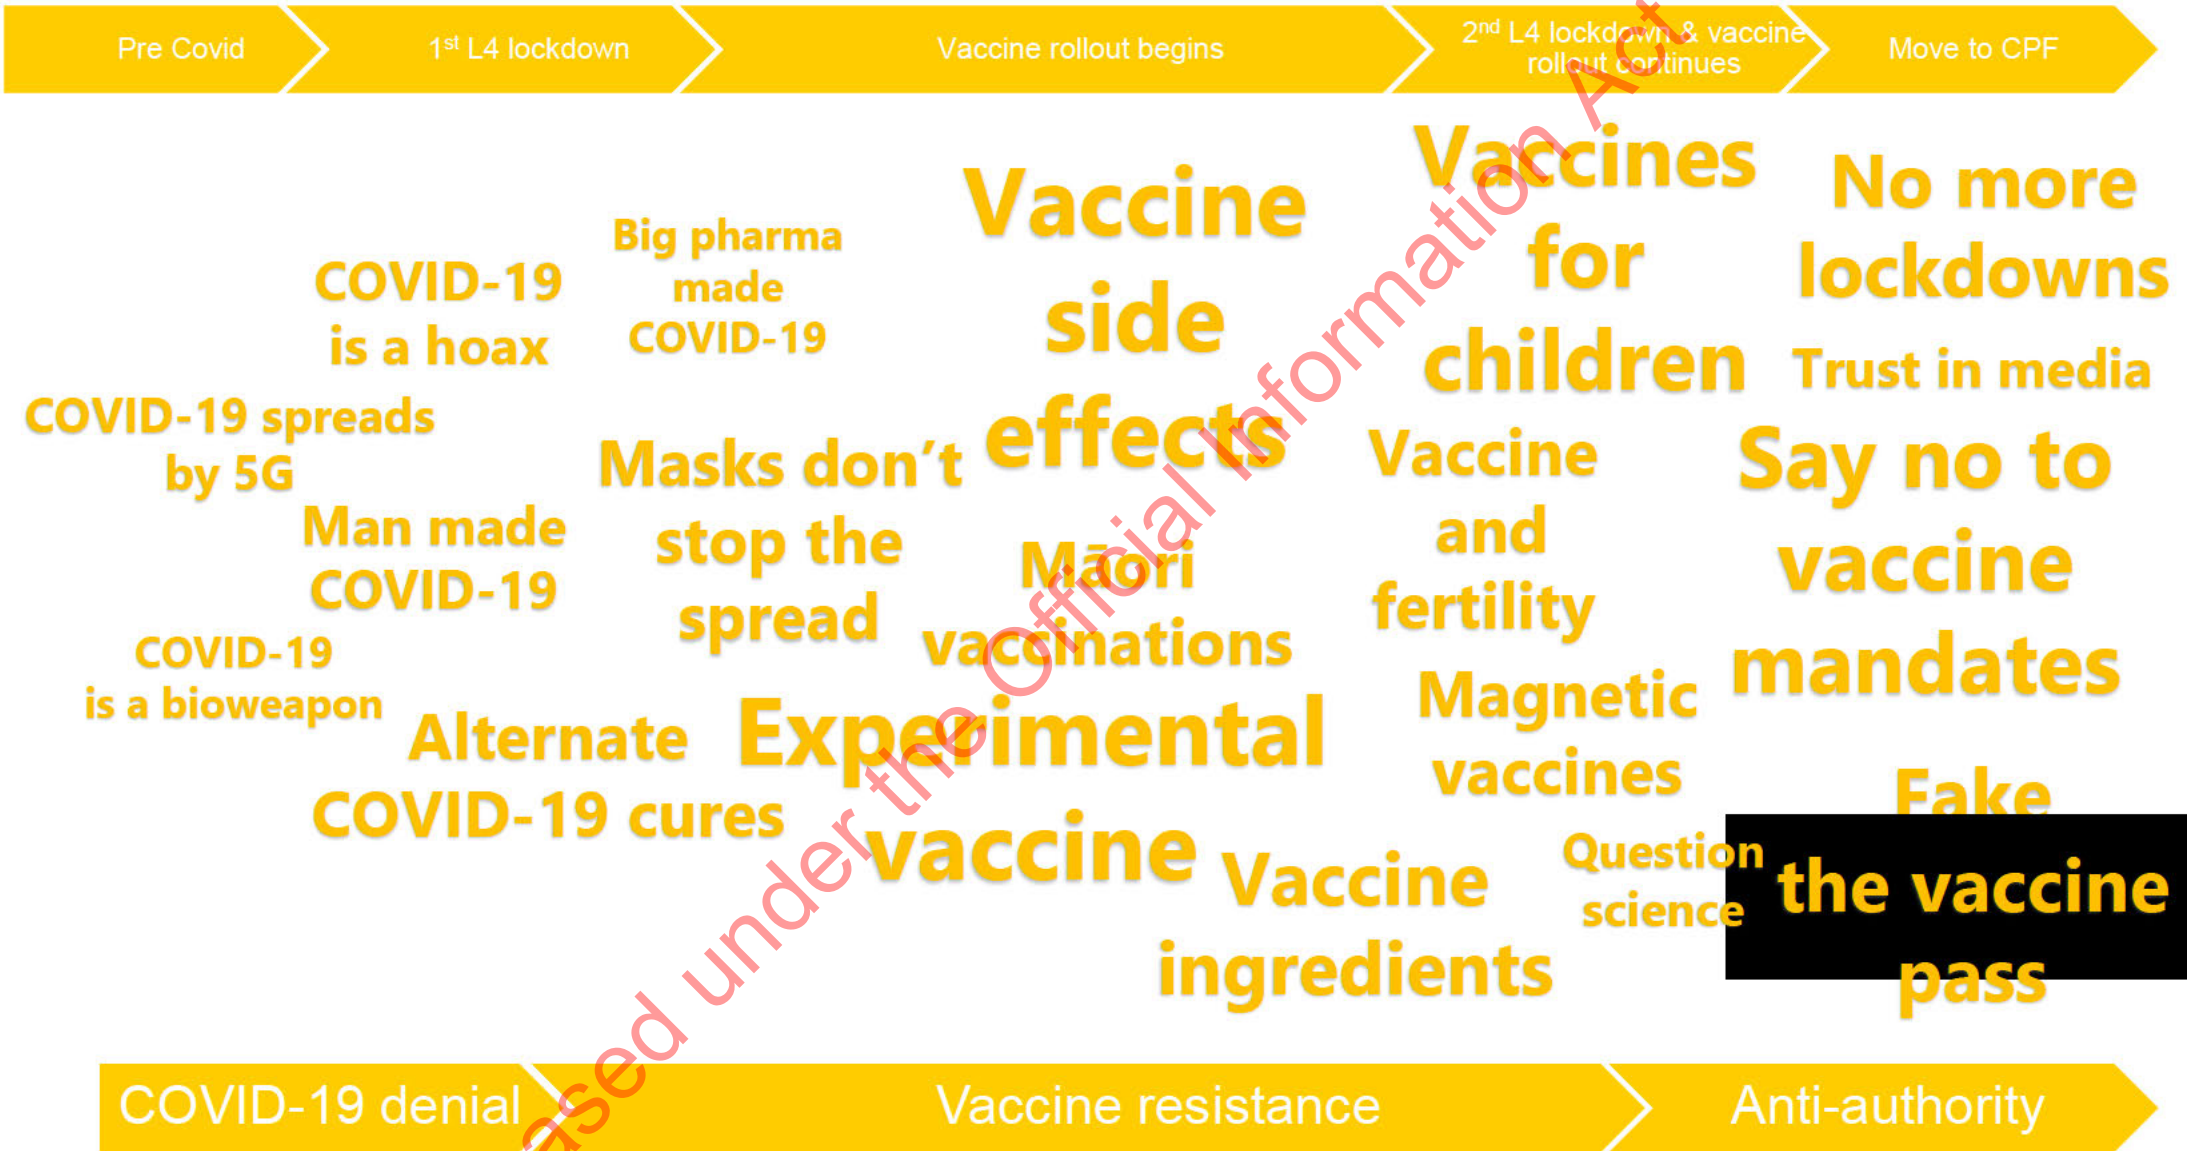 Pre Covid
1st L4 lockdown
Vaccine rollout begins
2nd L4 lockdown & vaccine
rollout continues
Move to CPF
COVID-19 spreads
by 5G
COVID-19
is a bioweapon
COVID-19
is a hoax
Man made
COVID-19
Alternate
COVID-19 cures
Big pharma
made
COVID-19
Masks don’t
stop the
spread
Vaccine
side
effects
Māori
vaccinations
Experimental
vaccine
Vaccine
ingredients
Vaccines
for
children
Vaccine
and
fertility
Magnetic
vaccines
Question
science
No more
lockdowns
Trust in media
Say no to
vaccine
mandates
Fake
the vaccine
pass
COVID-19 denial
Vaccine resistance
Anti-authority
ased under the Official Information Act